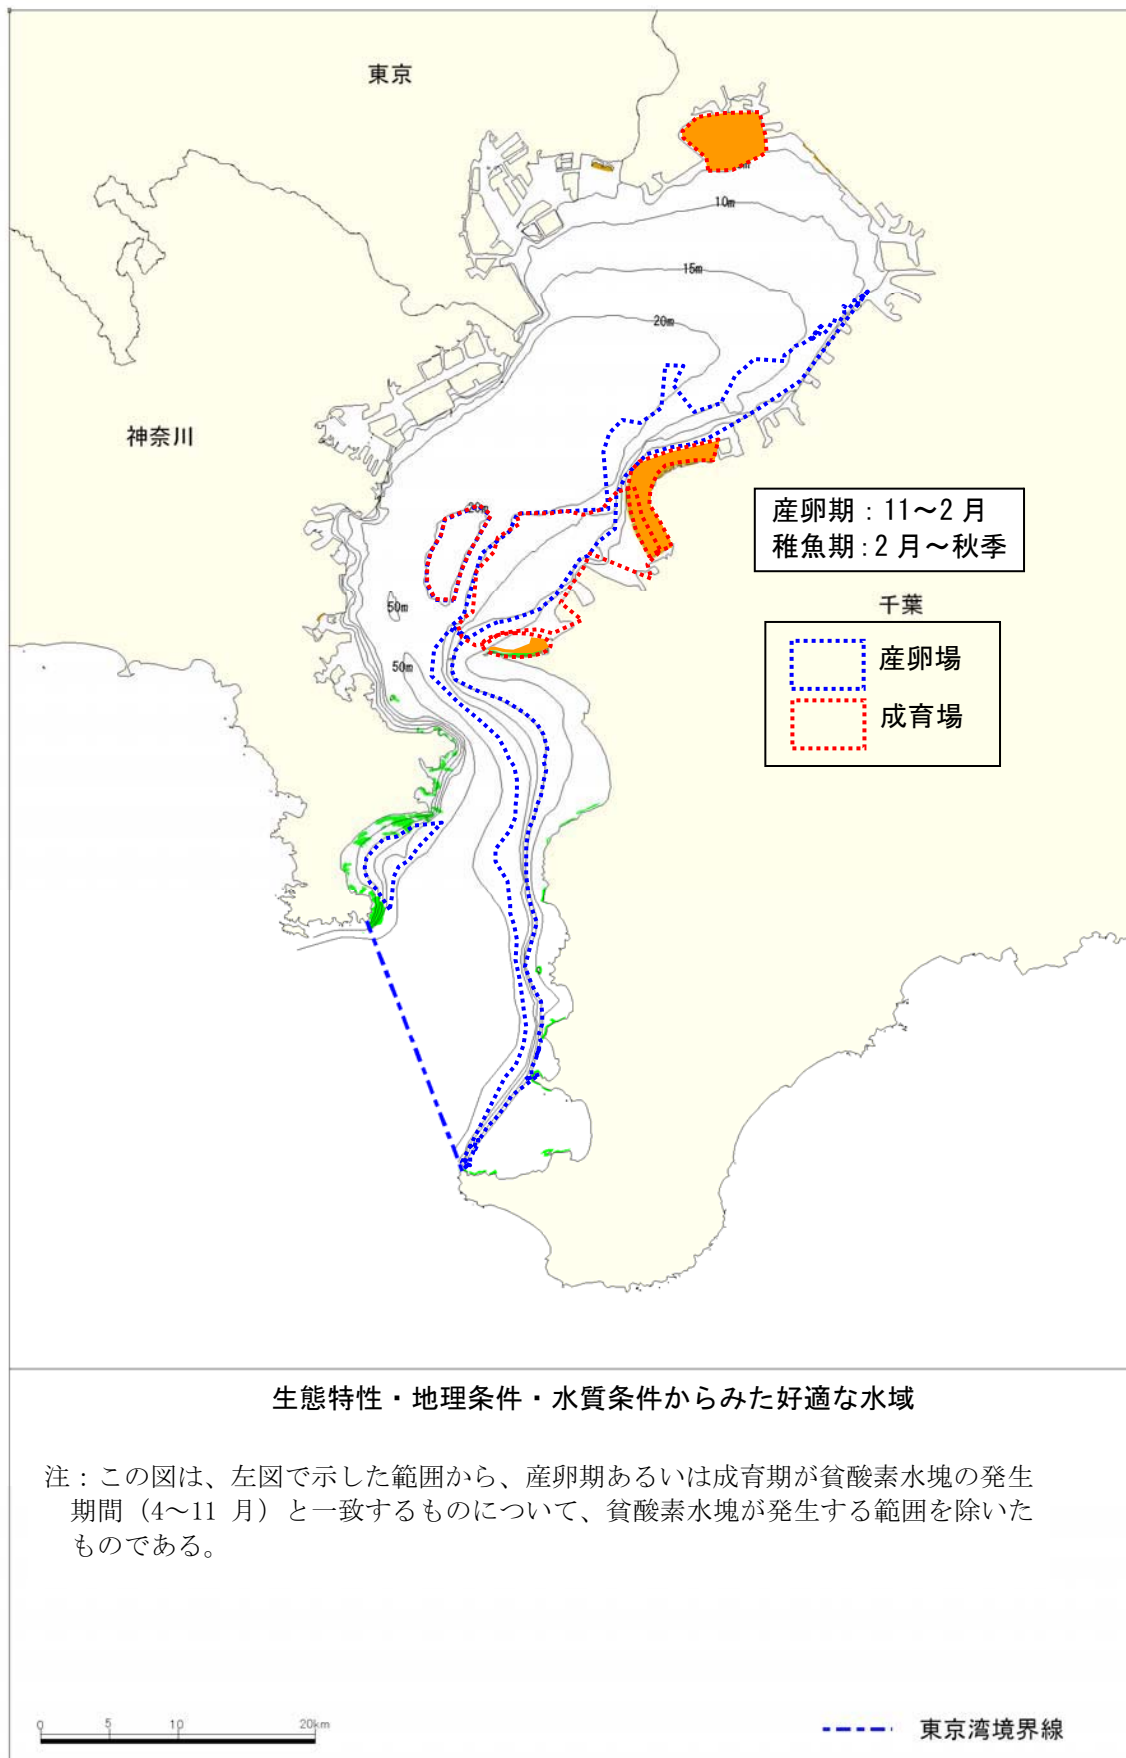 東京
10m
15m
20m
神奈川
産卵期：11～2 月
稚魚期：2 月～秋季
千葉
50m
50m
産卵場
成育場
生態特性・地理条件・水質条件からみた好適な水域
注：この図は、左図で示した範囲から、産卵期あるいは成育期が貧酸素水塊の発生
期間（4～11 月）と一致するものについて、貧酸素水塊が発生する範囲を除いた
ものである。
0 5 10 20km
東京湾境界線